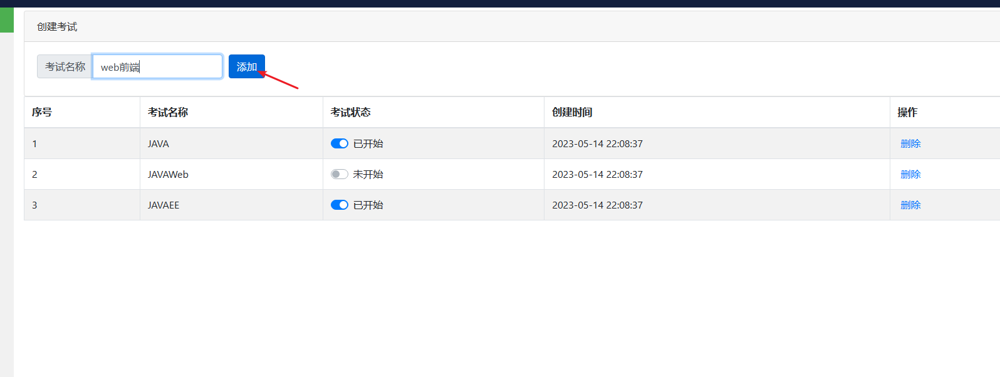 创建考试
考试名称 web前端 添加
序号 考试名称 考试状态 创建时间 操作
1 JAVA 已开始 2023-05-14 22:08:37 删除
2 JAVAWeb 未开始 2023-05-14 22:08:37 删除
3 JAVAEE 已开始 2023-05-14 22:08:37 删除